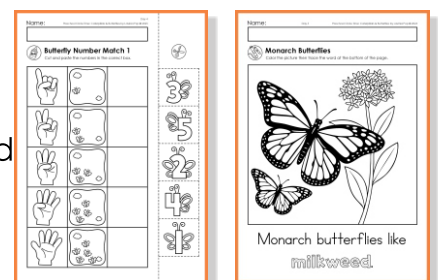 d
Name:
Butterfly Number Match 1
Cut and paste the numbers in the correct box.
3
5
2
4
1
Name:
Monarch Butterflies
Color the picture then trace the word at the bottom of the page.
Monarch butterflies like
milkweed.